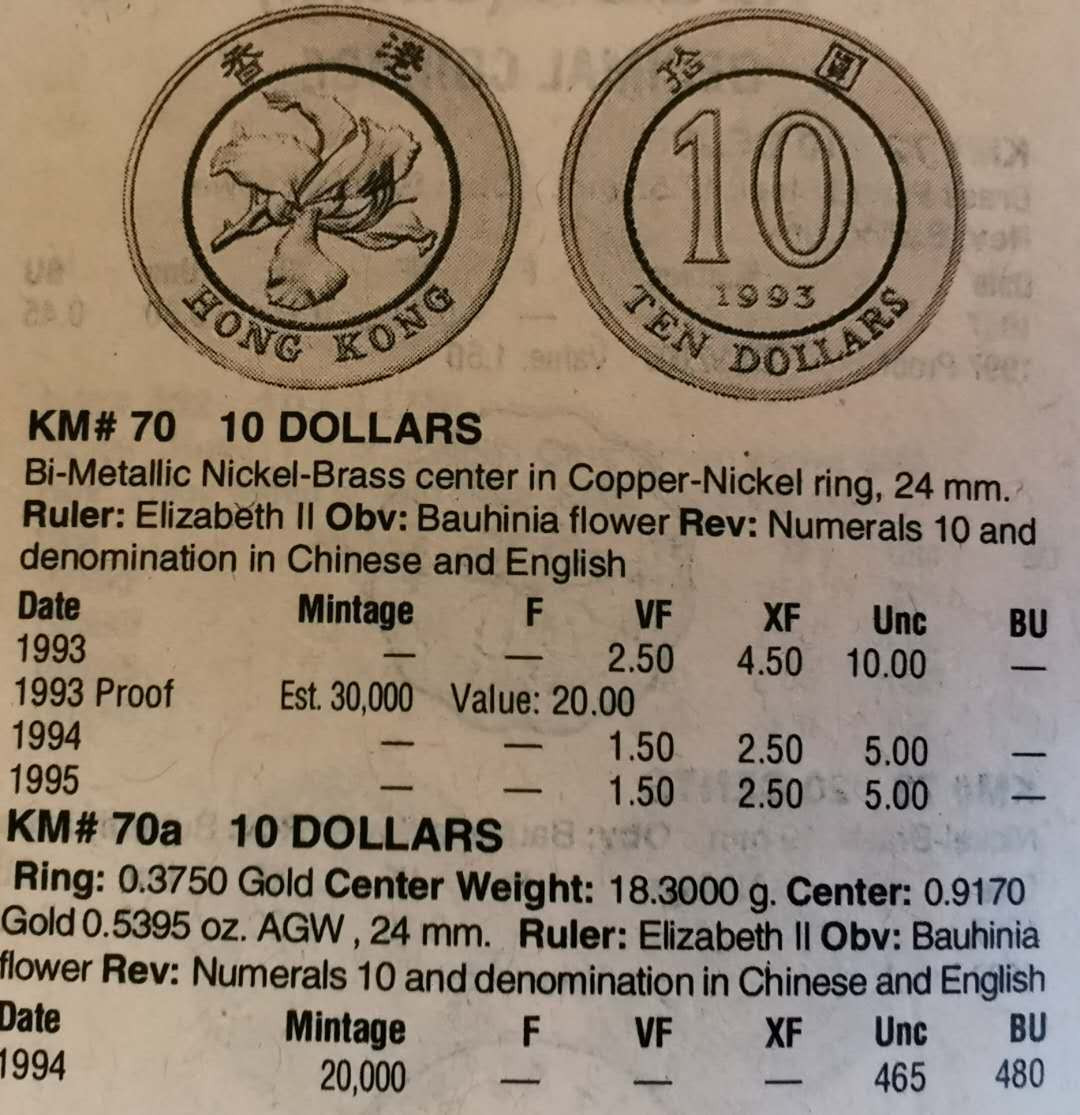 香 港
HONG KONG
拾 圓
10
1993
TEN DOLLARS
KM# 70 10 DOLLARS
Bi-Metallic Nickel-Brass center in Copper-Nickel ring, 24 mm.
Ruler: Elizabeth II Obv: Bauhinia flower Rev: Numerals 10 and
denomination in Chinese and English
Date Mintage F VF XF Unc BU
1993 — — 2.50 4.50 10.00 —
1993 Proof Est. 30,000 Value: 20.00
1994 — — 1.50 2.50 5.00 —
1995 — — 1.50 2.50 5.00 —
KM# 70a 10 DOLLARS
Ring: 0.3750 Gold Center Weight: 18.3000 g. Center: 0.9170
Gold 0.5395 oz. AGW , 24 mm. Ruler: Elizabeth II Obv: Bauhinia
flower Rev: Numerals 10 and denomination in Chinese and English
Date Mintage F VF XF Unc BU
1994 20,000 — — — 465 480